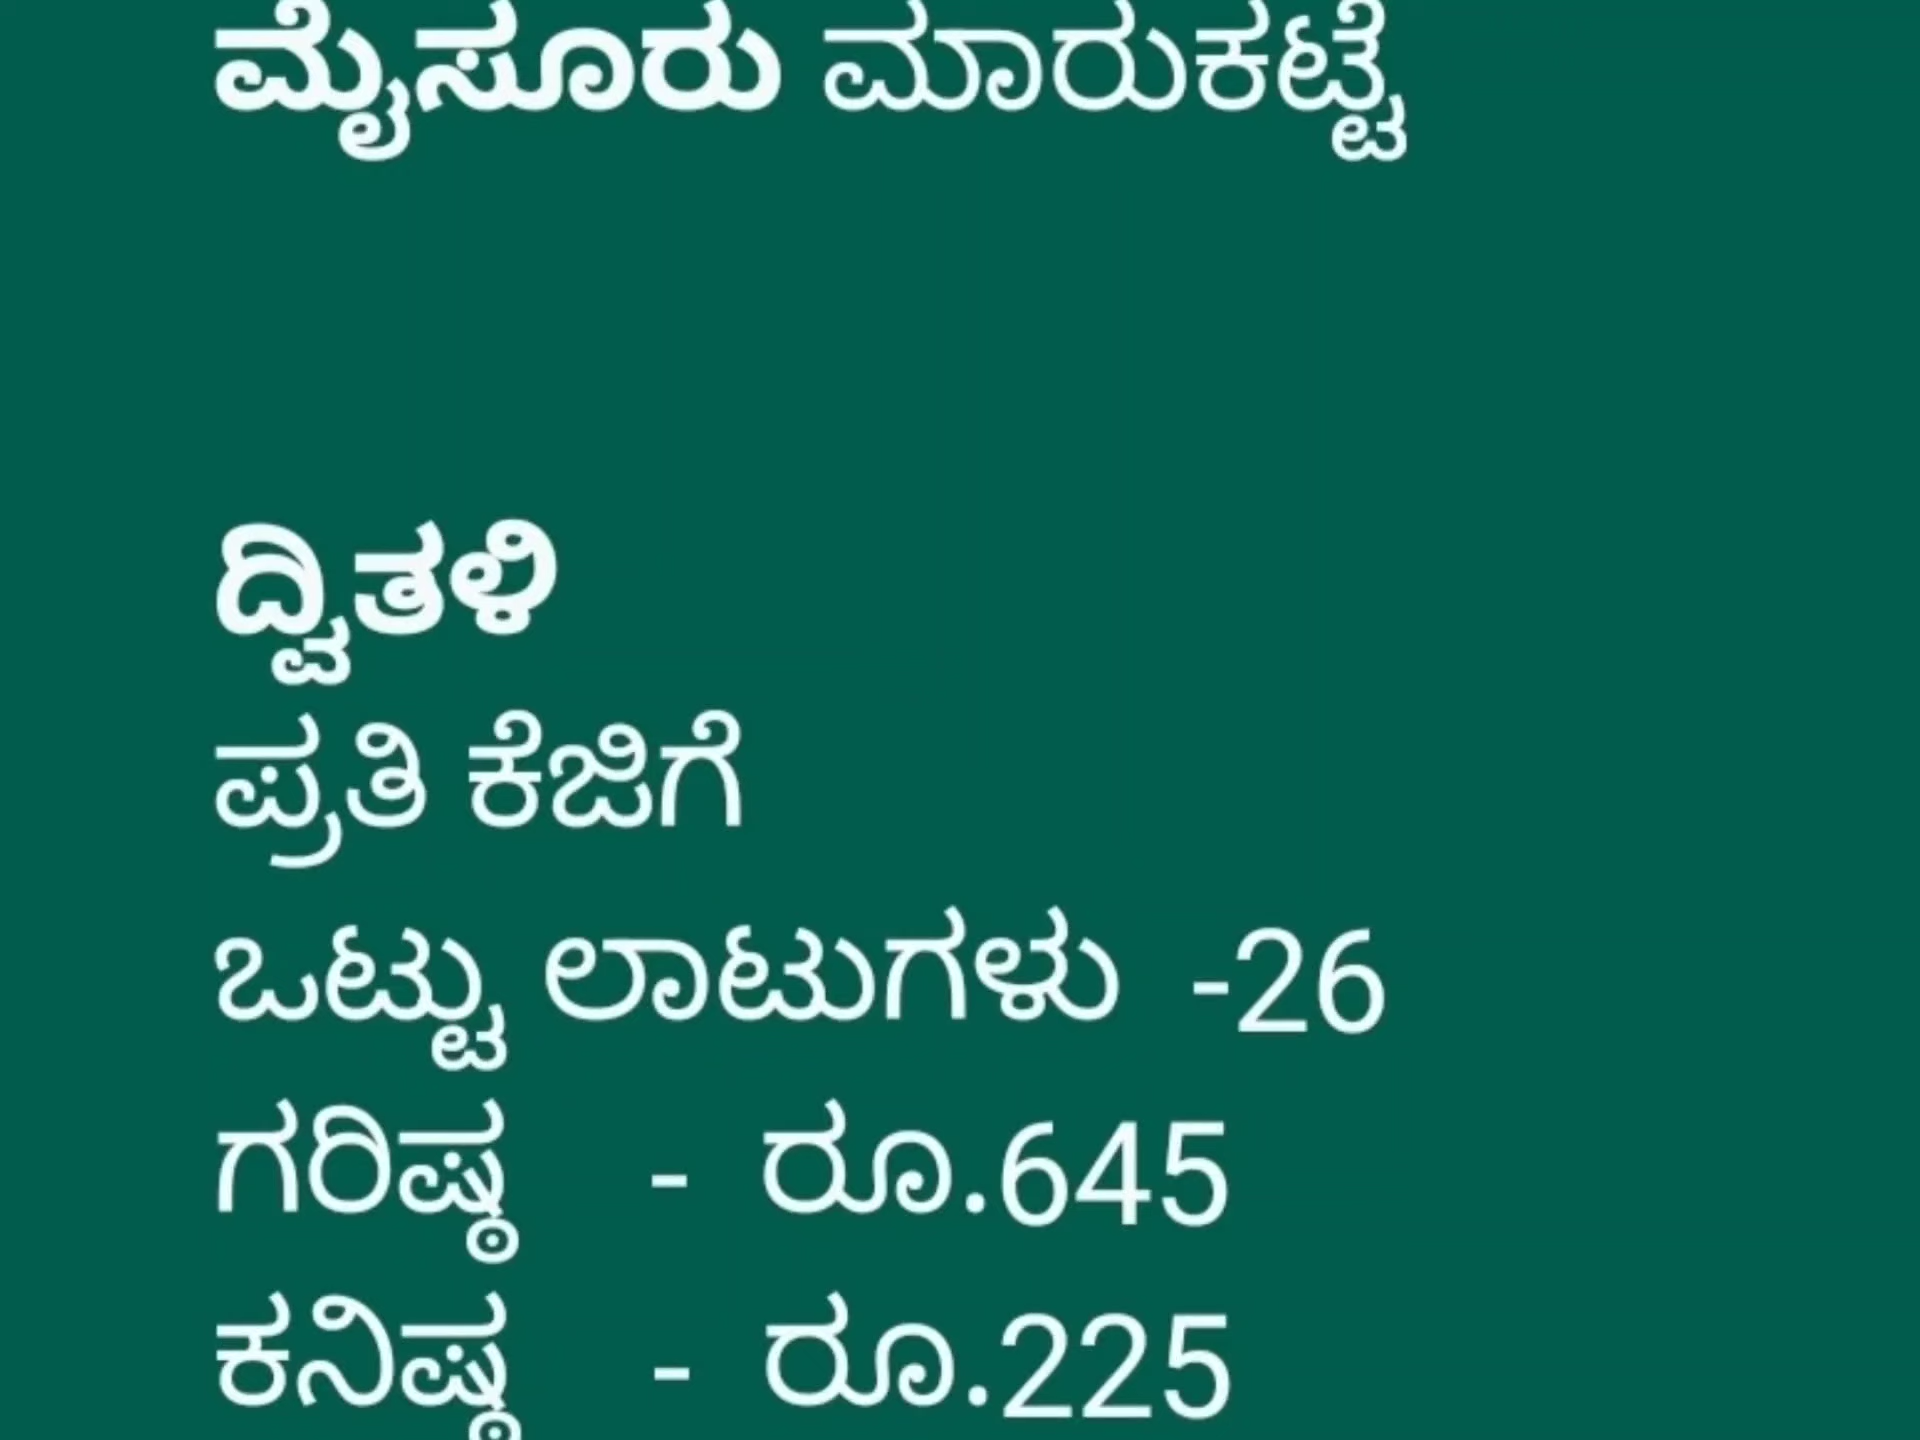 ಮೈಸೂರು ಮಾರುಕಟ್ಟೆ
ದ್ವಿತಳಿ
ಪ್ರತಿ ಕೆಜಿಗೆ
ಒಟ್ಟು ಲಾಟುಗಳು -26
ಗರಿಷ್ಠ - ರೂ.645
ಕನಿಷ್ಠ - ರೂ.225